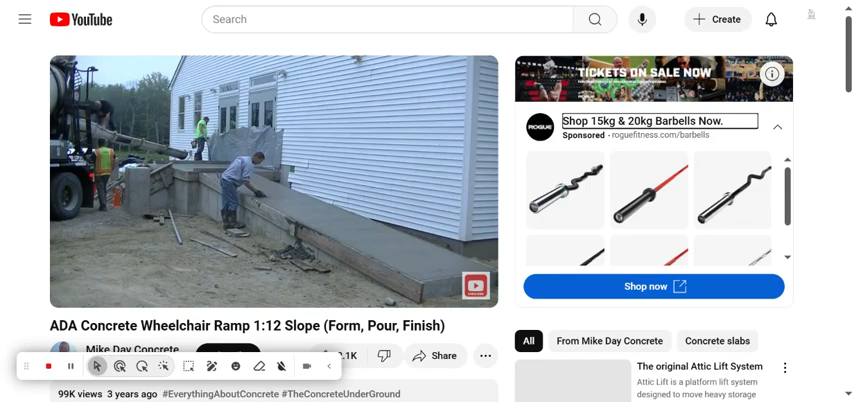 YouTube
Search
Create
TICKETS ON SALE NOW
ROGUE
Shop 15kg & 20kg Barbells Now.
Sponsored · roguefitness.com/barbells
Shop now
ADA Concrete Wheelchair Ramp 1:12 Slope (Form, Pour, Finish)
Mike Day Concrete
Share
99K views 3 years ago #EverythingAboutConcrete #TheConcreteUnderGround
All
From Mike Day Concrete
Concrete slabs
The original Attic Lift System
Attic Lift is a platform lift system
designed to move heavy storage